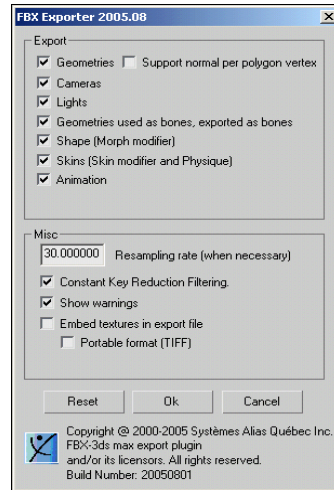 FBX Exporter 2005.08
Export
Geometries Support normal per polygon vertex
Cameras
Lights
Geometries used as bones, exported as bones
Shape (Morph modifier)
Skins (Skin modifier and Physique)
Animation
Misc
30.000000 Resampling rate (when necessary)
Constant Key Reduction Filtering.
Show warnings
Embed textures in export file
Portable format (TIFF)
Reset Ok Cancel
Copyright @ 2000-2005 Systèmes Alias Québec Inc.
FBX-3ds max export plugin
and/or its licensors. All rights reserved.
Build Number: 20050801